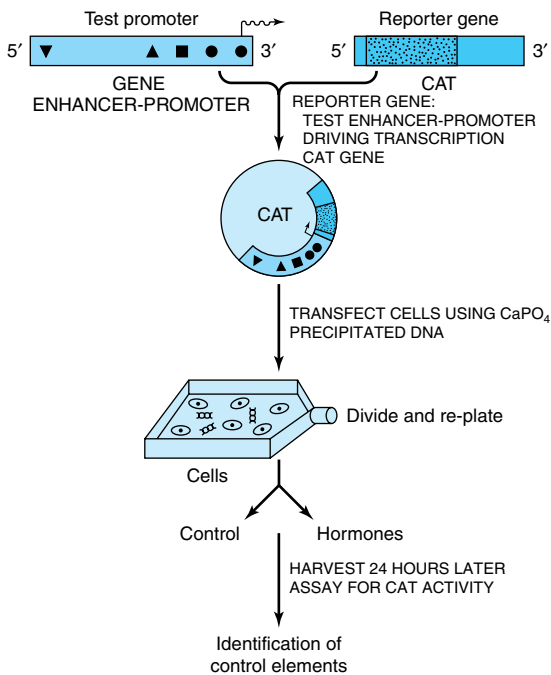 Test promoter
Reporter gene
5′
3′
5′
3′
GENE
ENHANCER-PROMOTER
CAT
REPORTER GENE:
TEST ENHANCER-PROMOTER
DRIVING TRANSCRIPTION
CAT GENE
CAT
TRANSFECT CELLS USING CaPO₄
PRECIPITATED DNA
Divide and re-plate
Cells
Control
Hormones
HARVEST 24 HOURS LATER
ASSAY FOR CAT ACTIVITY
Identification of
control elements